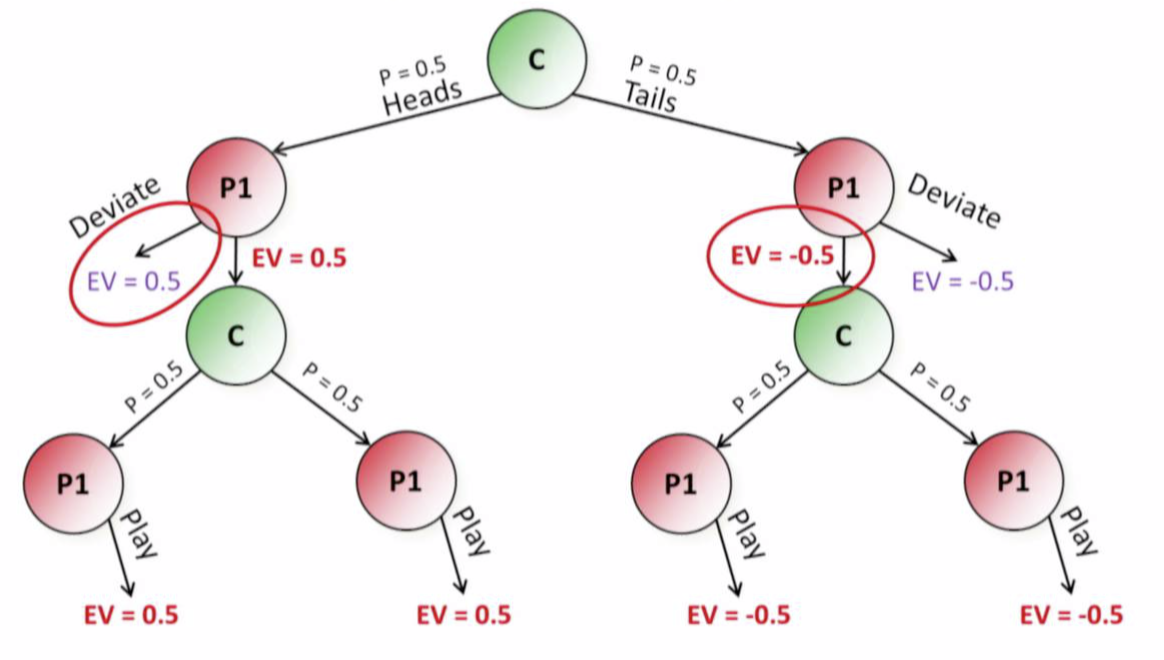 C
P = 0.5
Heads
P = 0.5
Tails
P1
P1
Deviate
Deviate
EV = 0.5
EV = 0.5
EV = -0.5
EV = -0.5
C
C
P = 0.5
P = 0.5
P = 0.5
P = 0.5
P1
P1
P1
P1
Play
Play
Play
Play
EV = 0.5
EV = 0.5
EV = -0.5
EV = -0.5